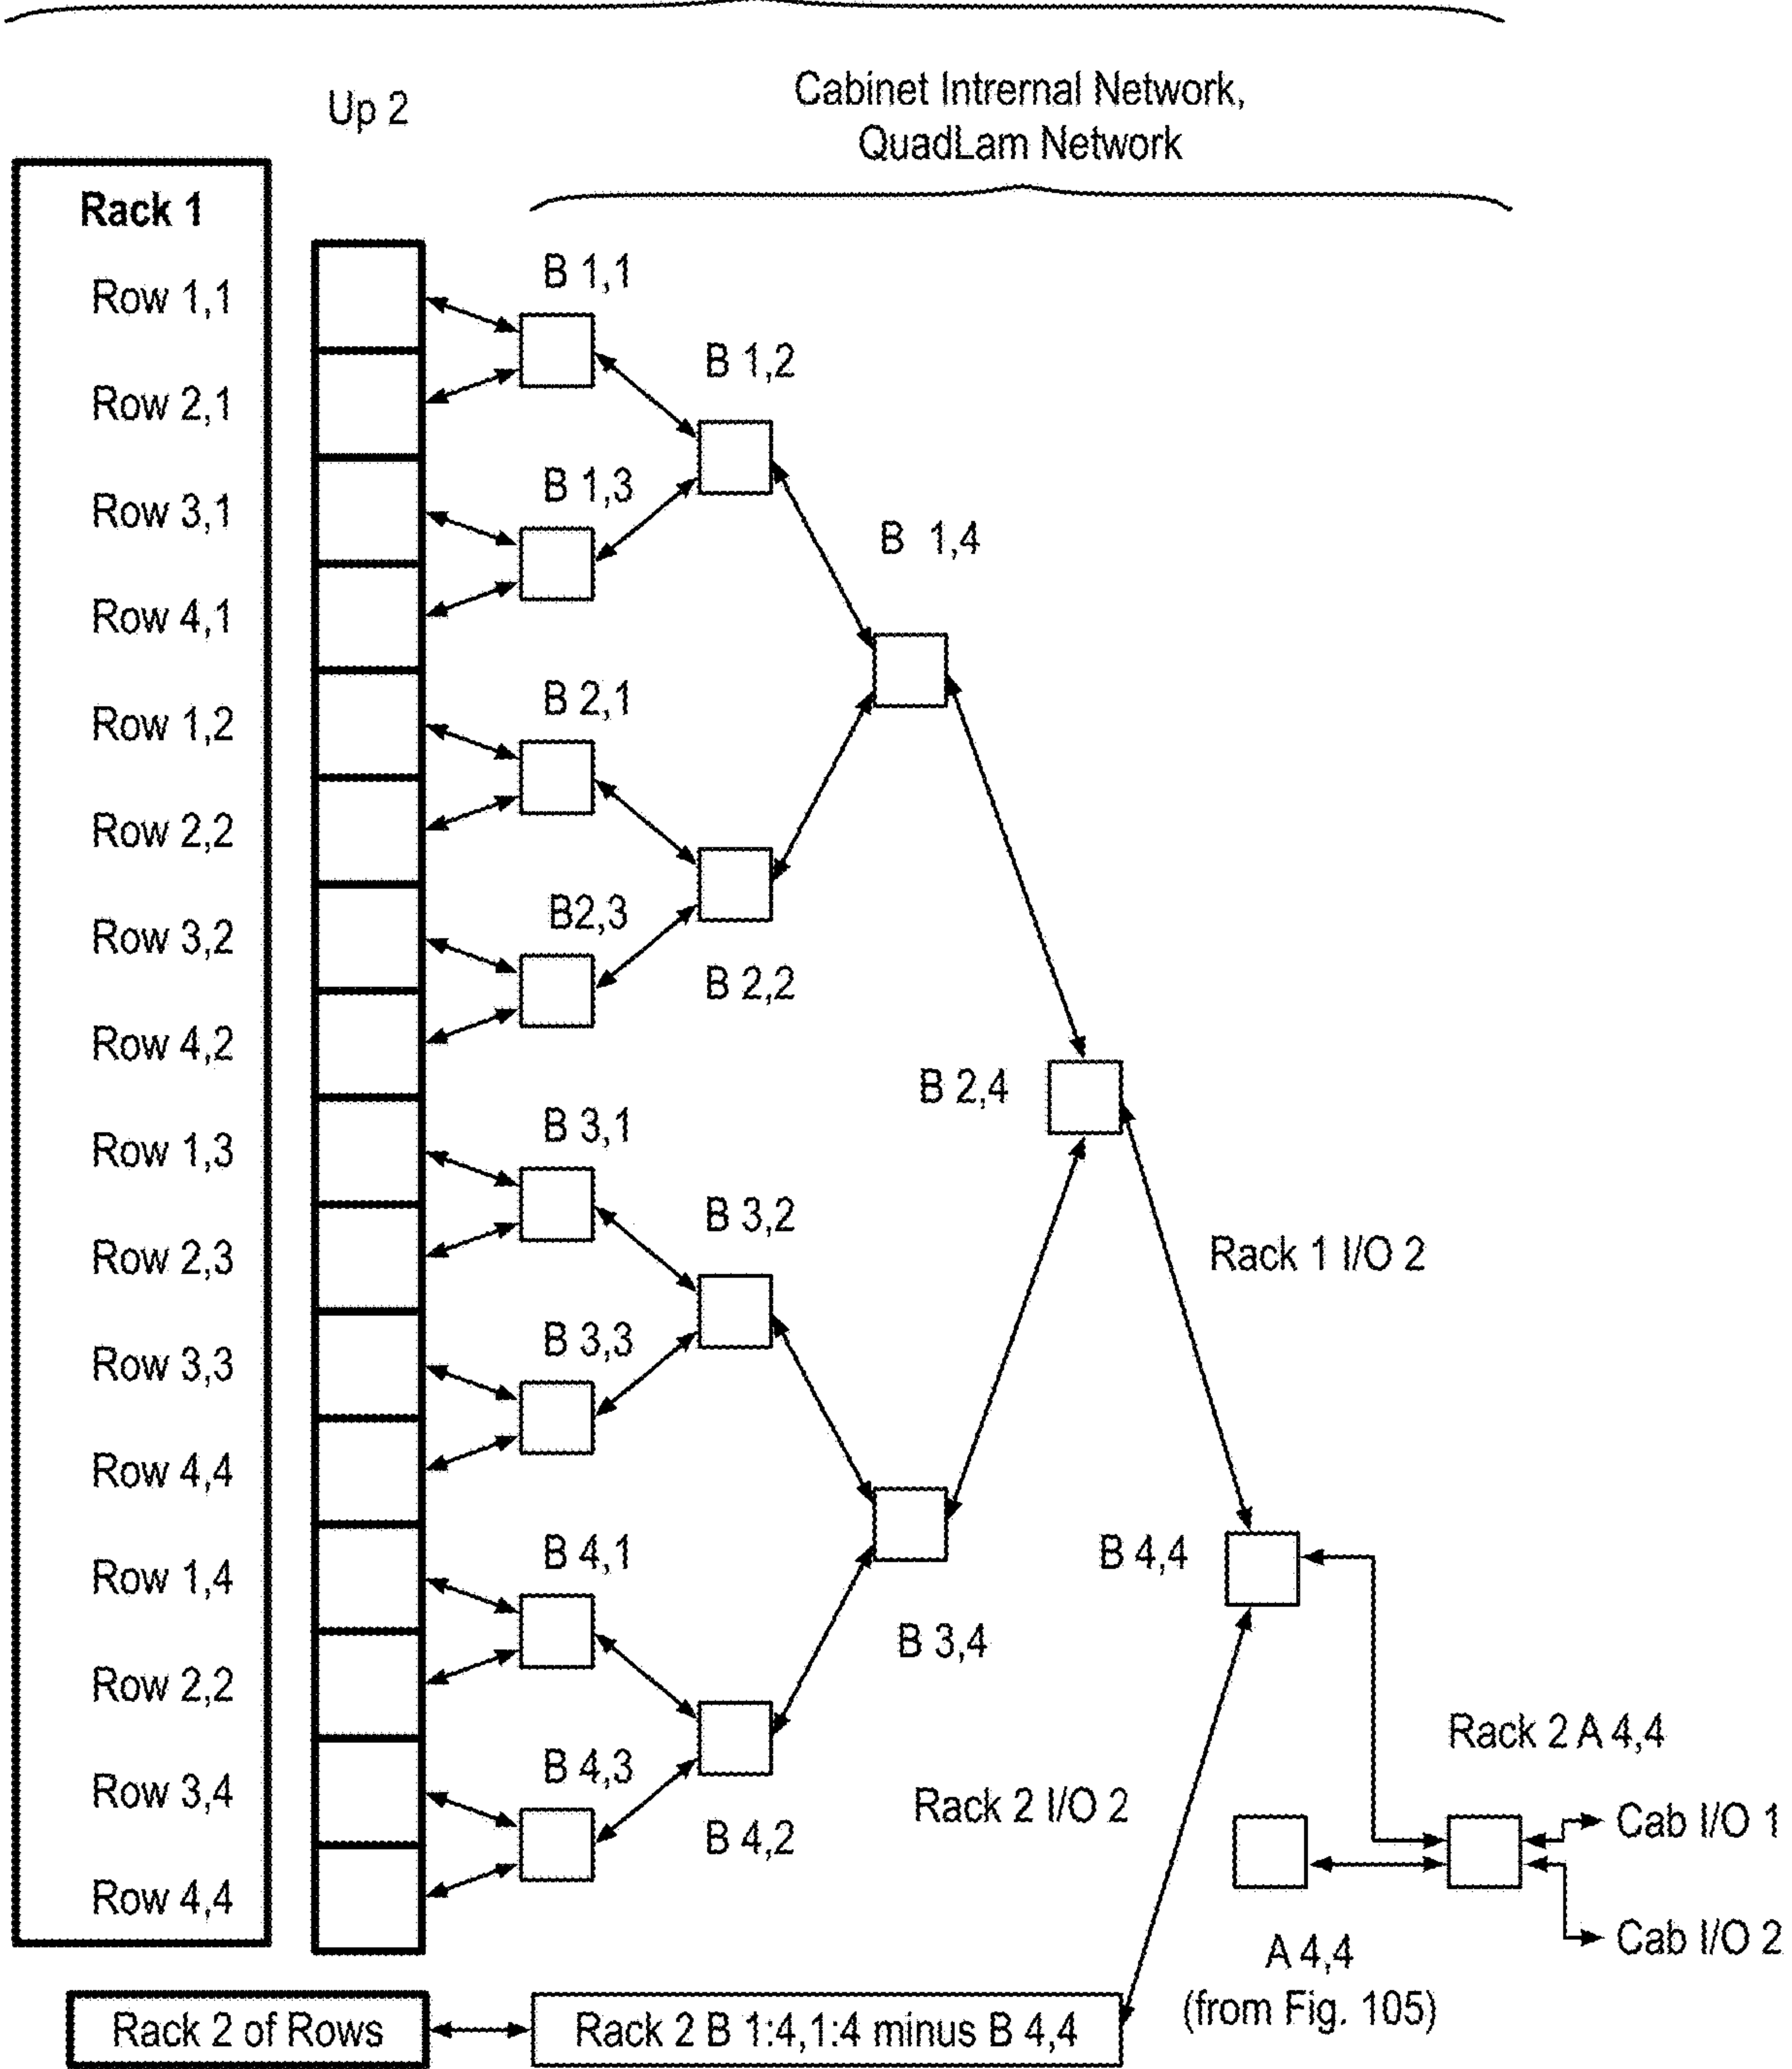 Cabinet Intrernal Network,
QuadLam Network
Up 2
Rack 1
Row 1,1
Row 2,1
Row 3,1
Row 4,1
Row 1,2
Row 2,2
Row 3,2
Row 4,2
Row 1,3
Row 2,3
Row 3,3
Row 4,4
Row 1,4
Row 2,2
Row 3,4
Row 4,4
B 1,1
B 1,2
B 1,3
B 1,4
B 2,1
B2,3
B 2,2
B 2,4
B 3,1
B 3,2
B 3,3
B 3,4
B 4,1
B 4,3
B 4,2
Rack 1 I/O 2
B 4,4
Rack 2 I/O 2
Rack 2 A 4,4
Cab I/O 1
Cab I/O 2
A 4,4
(from Fig. 105)
Rack 2 of Rows
Rack 2 B 1:4,1:4 minus B 4,4